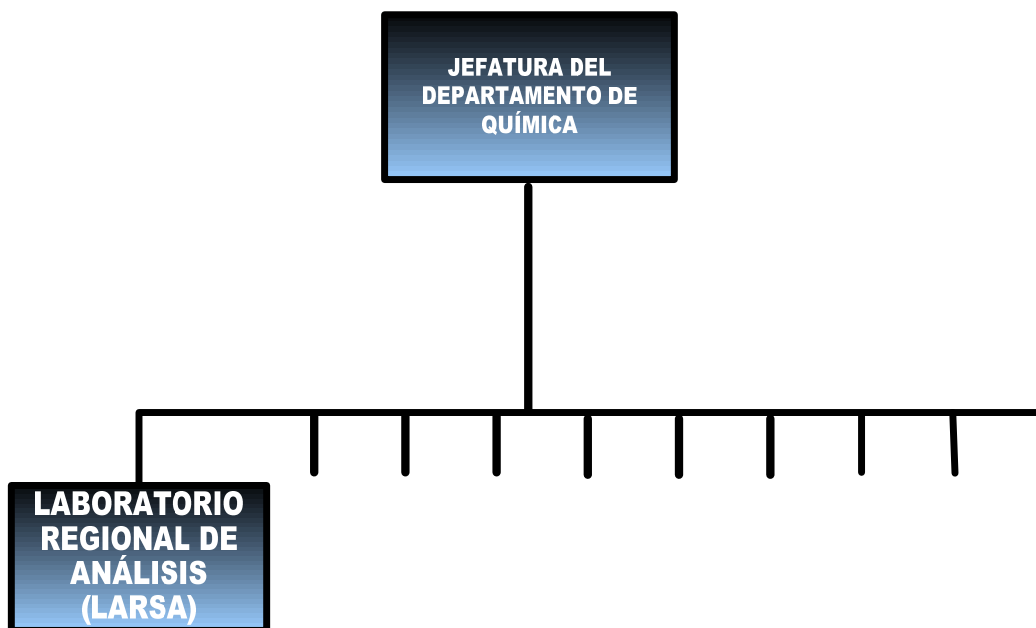 JEFATURA DEL
DEPARTAMENTO DE
QUÍMICA
LABORATORIO
REGIONAL DE
ANÁLISIS
(LARSA)